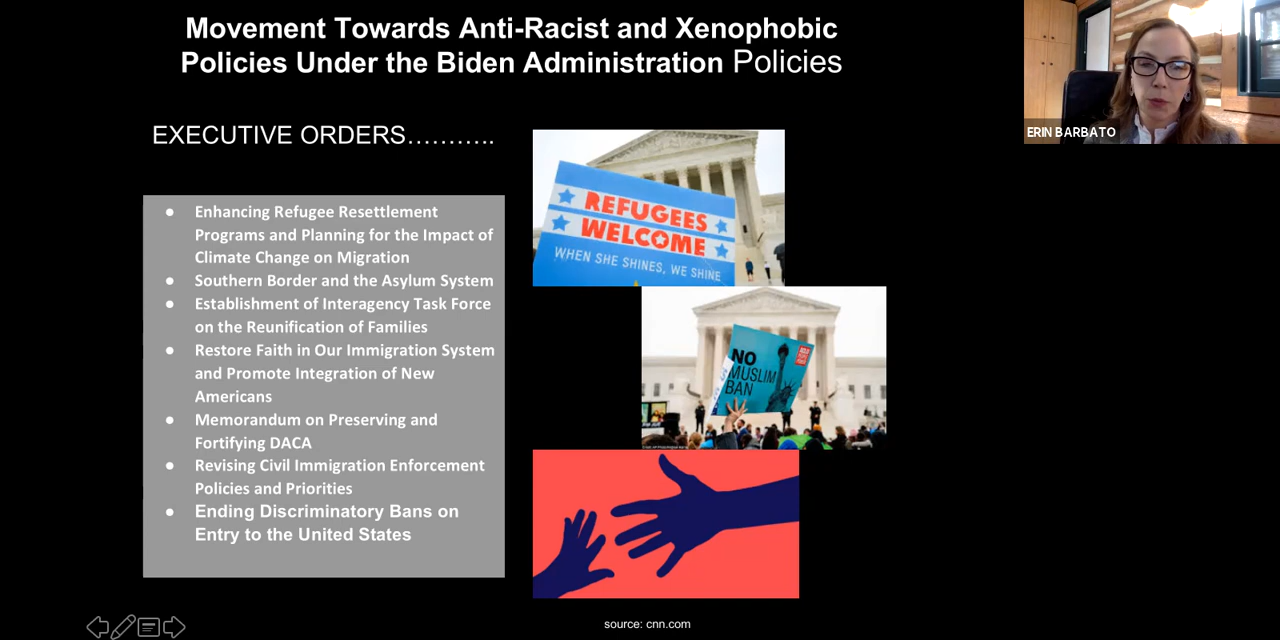 Movement Towards Anti-Racist and Xenophobic
Policies Under the Biden Administration Policies
ERIN BARBATO
EXECUTIVE ORDERS...........
● Enhancing Refugee Resettlement
Programs and Planning for the Impact of
Climate Change on Migration
● Southern Border and the Asylum System
● Establishment of Interagency Task Force
on the Reunification of Families
● Restore Faith in Our Immigration System
and Promote Integration of New
Americans
● Memorandum on Preserving and
Fortifying DACA
● Revising Civil Immigration Enforcement
Policies and Priorities
● Ending Discriminatory Bans on
Entry to the United States
REFUGEES
WELCOME
WHEN SHE SHINES, WE SHINE
NO
MUSLIM
BAN
source: cnn.com